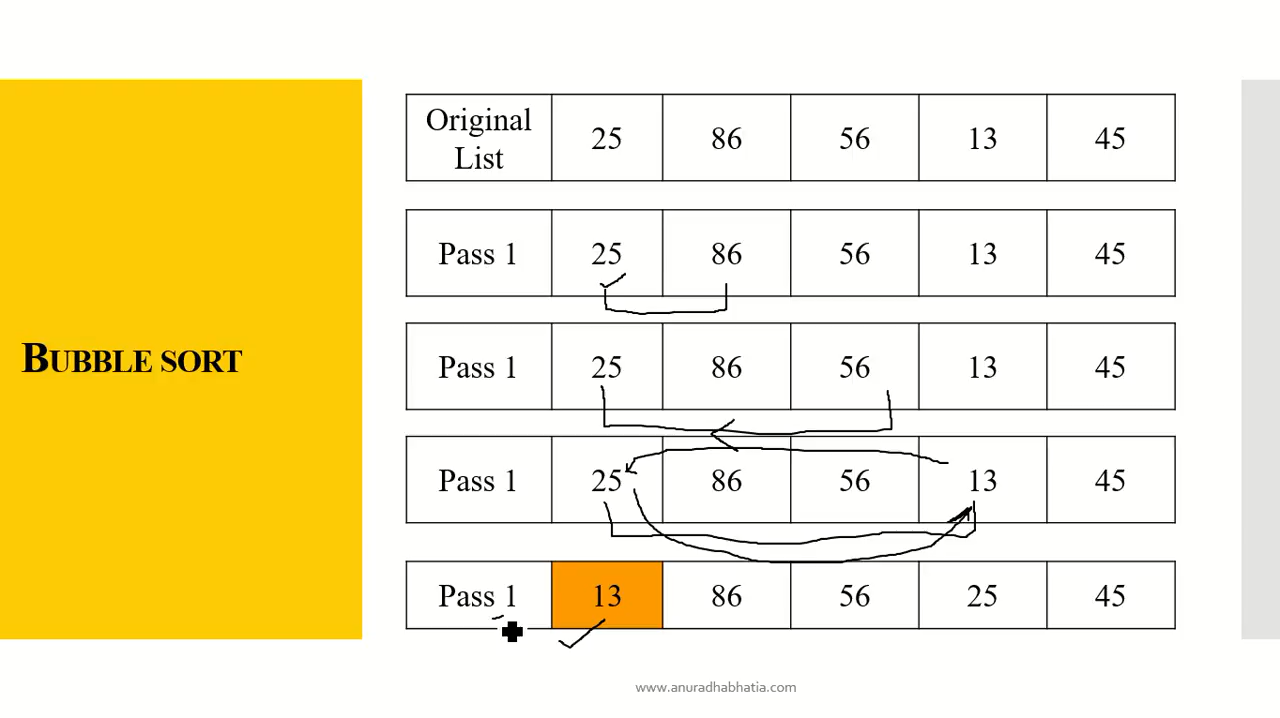 BUBBLE SORT
Original List 25 86 56 13 45
Pass 1 25 86 56 13 45
Pass 1 25 86 56 13 45
Pass 1 25 86 56 13 45
Pass 1 13 86 56 25 45
www.anuradhabhatia.com